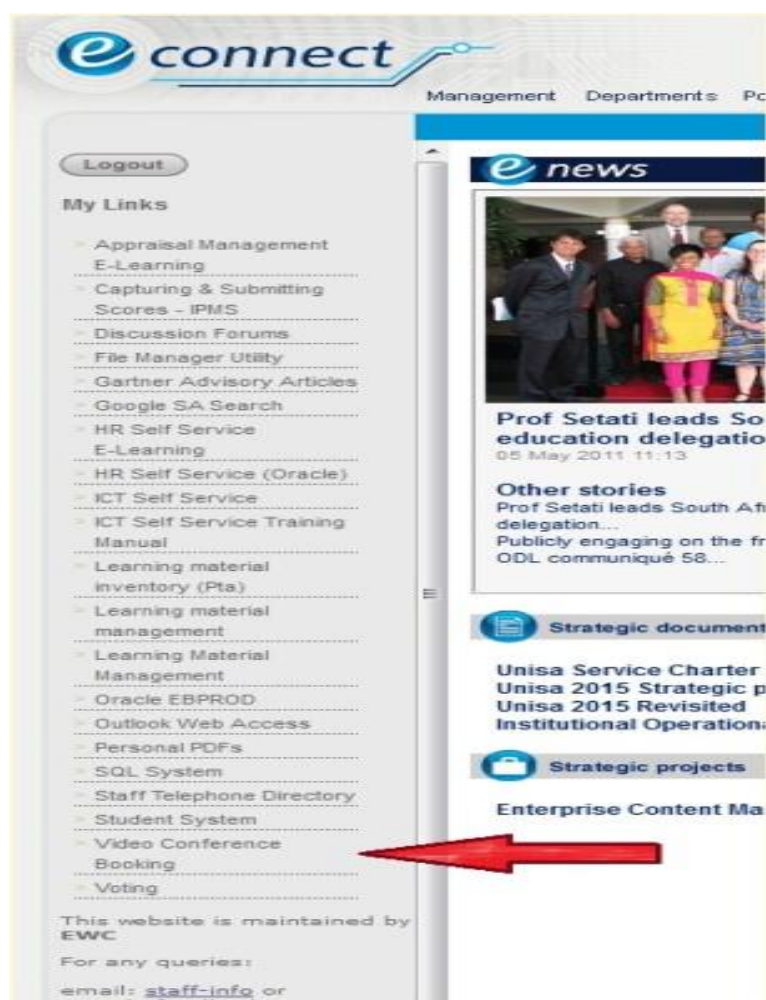 e connect
Management Departments
Logout
My Links
Appraisal Management
E-Learning
Capturing & Submitting
Scores - IPMS
Discussion Forums
File Manager Utility
Gartner Advisory Articles
Google SA Search
HR Self Service
E-Learning
HR Self Service (Oracle)
ICT Self Service
ICT Self Service Training
Manual
Learning material
inventory (Pta)
Learning material
management
Learning Material
Management
Oracle EBPROD
Outlook Web Access
Personal PDFs
SQL System
Staff Telephone Directory
Student System
Video Conference
Booking
Voting
This website is maintained by
EWC
For any queries:
email: staff-info or
e news
Prof Setati leads So
education delegatio
05 May 2011 11:13
Other stories
Prof Setati leads South Af
delegation...
Publicly engaging on the fr
ODL communiqué 58...
Strategic document
Unisa Service Charter
Unisa 2015 Strategic p
Unisa 2015 Revisited
Institutional Operation
Strategic projects
Enterprise Content Ma